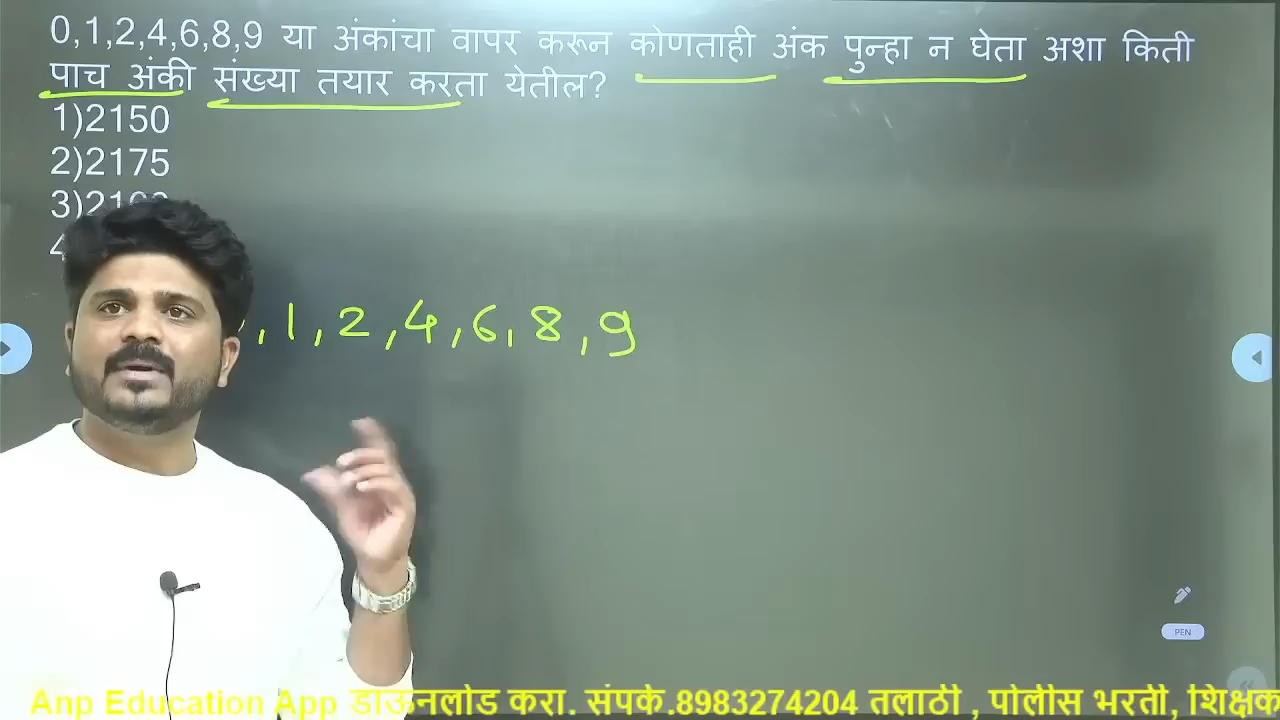 0,1,2,4,6,8,9 या अंकांचा वापर करून कोणताही अंक पुन्हा न घेता अशा किती
पाच अंकी संख्या तयार करता येतील?
1)2150
2)2175
3)
,1,2,4,6,8,9
PEN
Anp Education App डाऊनलोड करा. संपर्क.8983274204 तलाठी , पोलीस भरती, शिक्षक